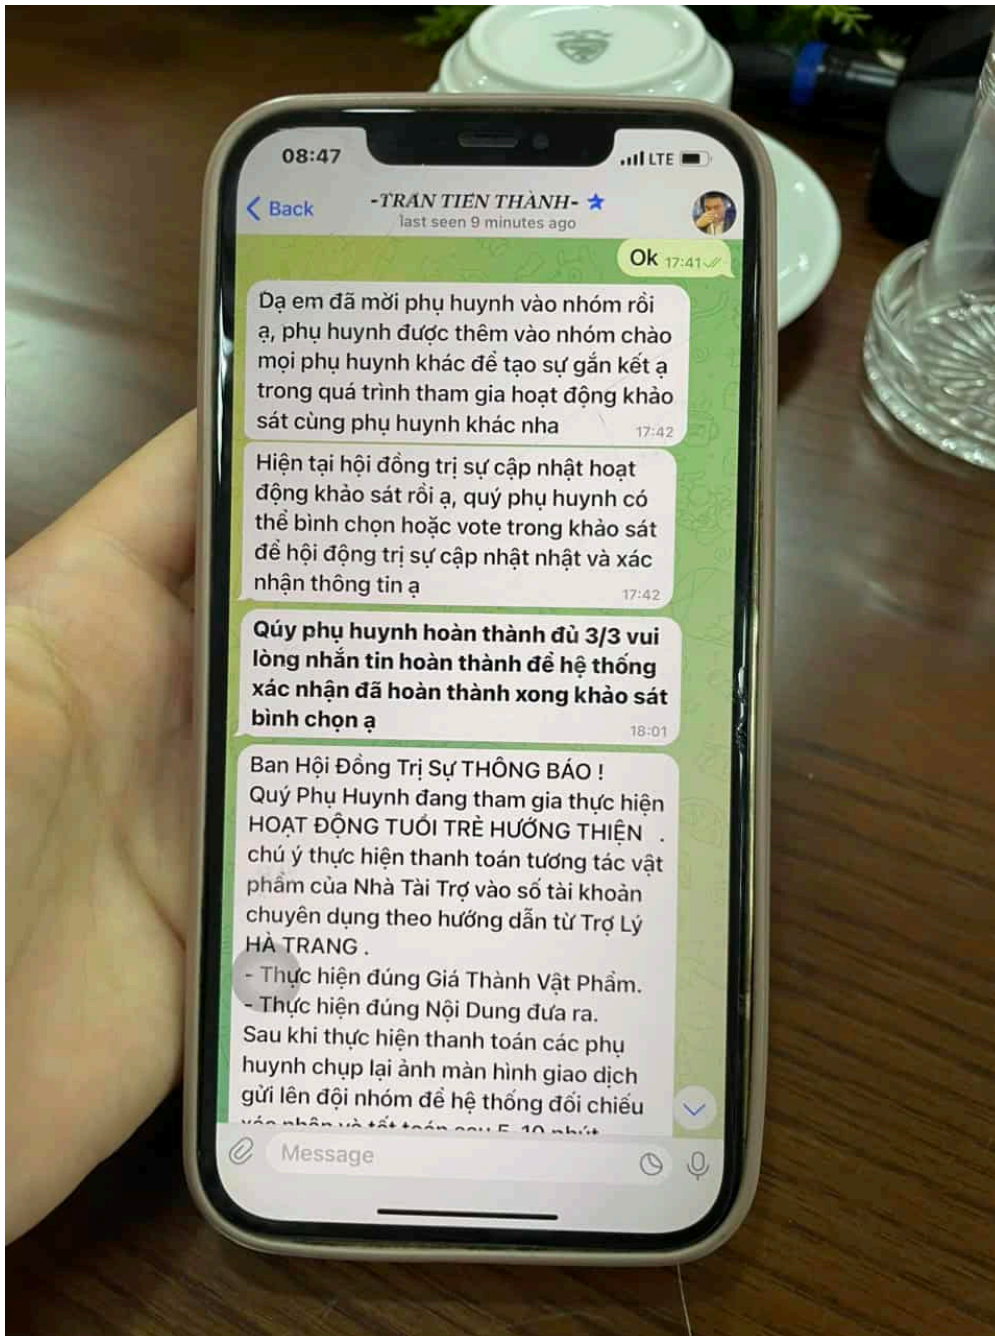 08:47
LTE
Back
-TRẦN TIẾN THÀNH-
last seen 9 minutes ago
Ok 17:41
Dạ em đã mời phụ huynh vào nhóm rồi
ạ, phụ huynh được thêm vào nhóm chào
mọi phụ huynh khác để tạo sự gắn kết ạ
trong quá trình tham gia hoạt động khảo
sát cùng phụ huynh khác nha
17:42
Hiện tại hội đồng trị sự cập nhật hoạt
động khảo sát rồi ạ, quý phụ huynh có
thể bình chọn hoặc vote trong khảo sát
để hội động trị sự cập nhật nhật và xác
nhận thông tin ạ
17:42
Qúy phụ huynh hoàn thành đủ 3/3 vui
lòng nhắn tin hoàn thành để hệ thống
xác nhận đã hoàn thành xong khảo sát
bình chọn ạ
18:01
Ban Hội Đồng Trị Sự THÔNG BÁO !
Quý Phụ Huynh đang tham gia thực hiện
HOẠT ĐỘNG TUỔI TRẺ HƯỚNG THIỆN .
chú ý thực hiện thanh toán tương tác vật
phẩm của Nhà Tài Trợ vào số tài khoản
chuyên dụng theo hướng dẫn từ Trợ Lý
HÀ TRANG .
- Thực hiện đúng Giá Thành Vật Phẩm.
- Thực hiện đúng Nội Dung đưa ra.
Sau khi thực hiện thanh toán các phụ
huynh chụp lại ảnh màn hình giao dịch
gửi lên đội nhóm để hệ thống đối chiếu
xác nhận và tất toán sau 5-10 phút
Message